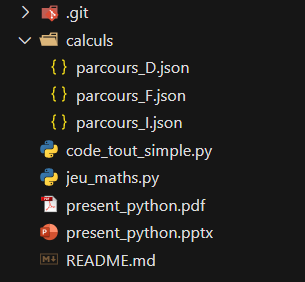 .git
calculs
parcours_D.json
parcours_F.json
parcours_I.json
code_tout_simple.py
jeu_maths.py
present_python.pdf
present_python.pptx
README.md